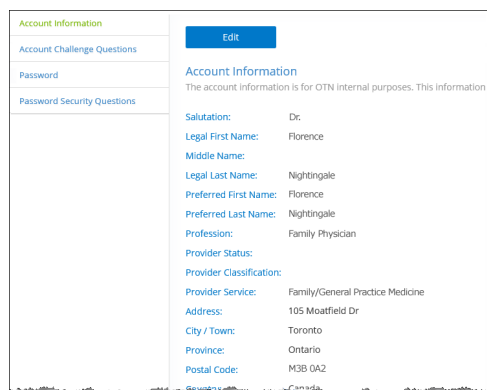 Account Information
Account Challenge Questions
Password
Password Security Questions
Edit
Account Information
The account information is for OTN internal purposes. This information
Salutation: Dr.
Legal First Name: Florence
Middle Name:
Legal Last Name: Nightingale
Preferred First Name: Florence
Preferred Last Name: Nightingale
Profession: Family Physician
Provider Status:
Provider Classification:
Provider Service: Family/General Practice Medicine
Address: 105 Moatfield Dr
City / Town: Toronto
Province: Ontario
Postal Code: M3B 0A2
Canada